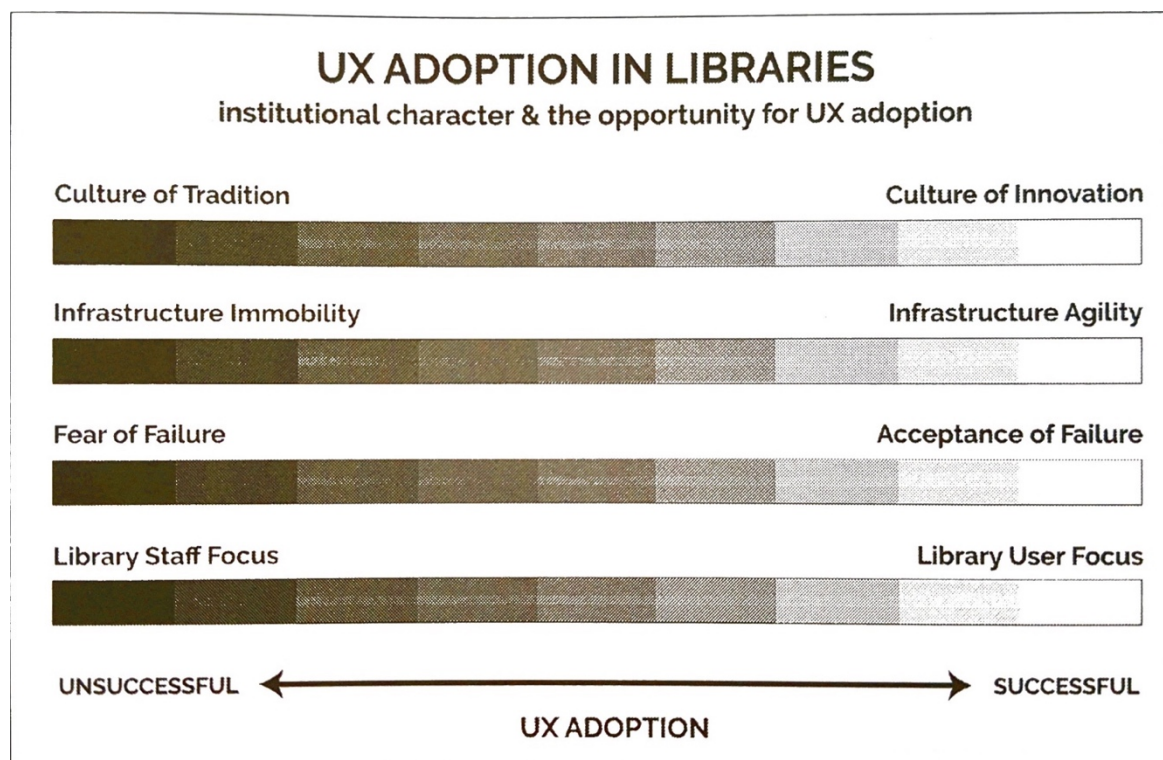 UX ADOPTION IN LIBRARIES
institutional character & the opportunity for UX adoption
Culture of Tradition Culture of Innovation
Infrastructure Immobility Infrastructure Agility
Fear of Failure Acceptance of Failure
Library Staff Focus Library User Focus
UNSUCCESSFUL SUCCESSFUL
UX ADOPTION